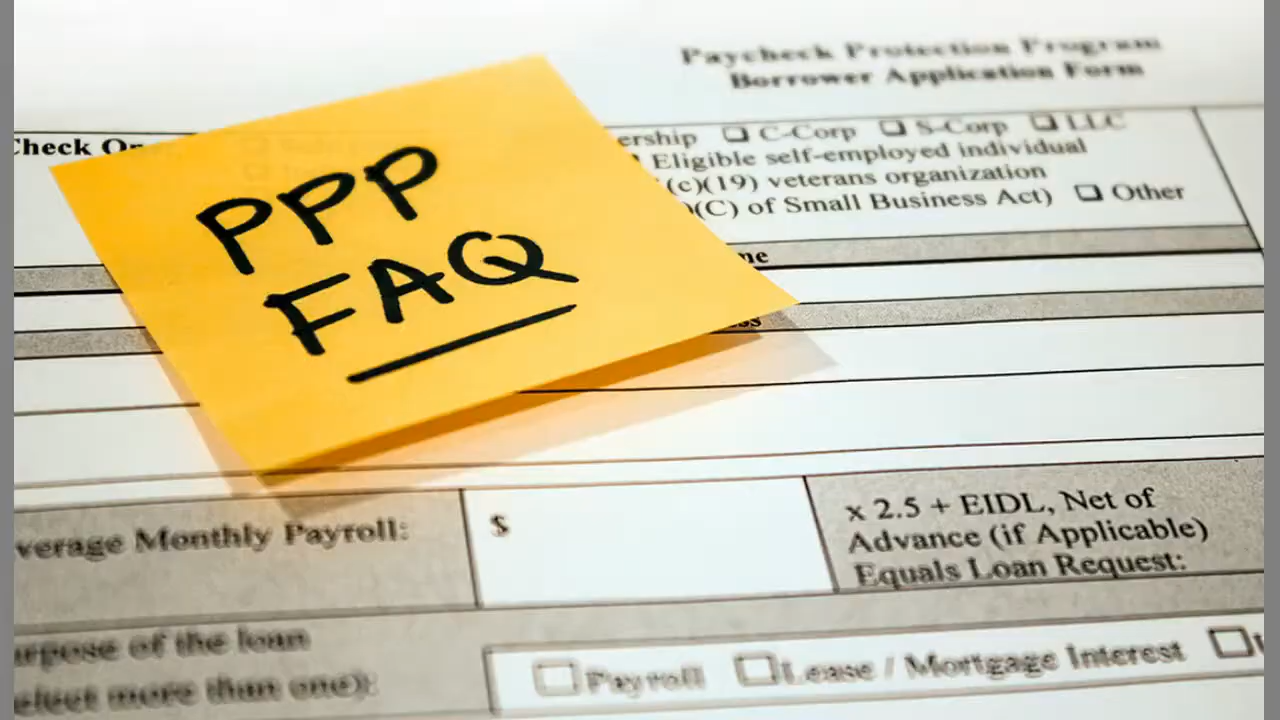 Paycheck Protection Program
Borrower Application Form
Check
ership ❑ C-Corp ❑ S-Corp ❑ LLC
Eligible self-employed individual
(c)(19) veterans organization
(C) of Small Business Act) ❑ Other
PPP
FAQ
verage Monthly Payroll:
$
x 2.5 + EIDL, Net of
Advance (if Applicable)
Equals Loan Request:
urpose of the loan
elect more than one):
Payroll
Lease / Mortgage Interest